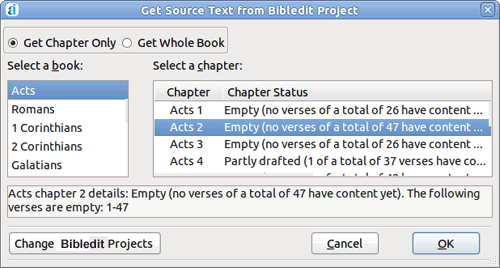 Get Source Text from Bibledit Project
Get Chapter Only Get Whole Book
Select a book: Select a chapter:
Acts
Romans
1 Corinthians
2 Corinthians
Galatians
Chapter Chapter Status
Acts 1 Empty (no verses of a total of 26 have content ...
Acts 2 Empty (no verses of a total of 47 have content ...
Acts 3 Empty (no verses of a total of 26 have content ...
Acts 4 Partly drafted (1 of a total of 37 verses have co...
Acts chapter 2 details: Empty (no verses of a total of 47 have content yet). The following
verses are empty: 1-47
Change Bibledit Projects Cancel OK